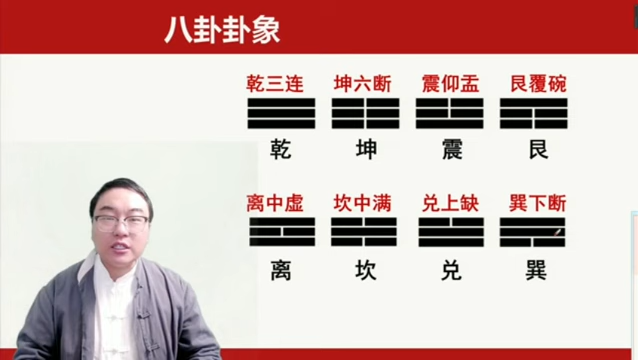 八卦卦象
乾三连 坤六断 震仰盂 艮覆碗
乾 坤 震 艮
离中虚 坎中满 兑上缺 巽下断
离 坎 兑 巽